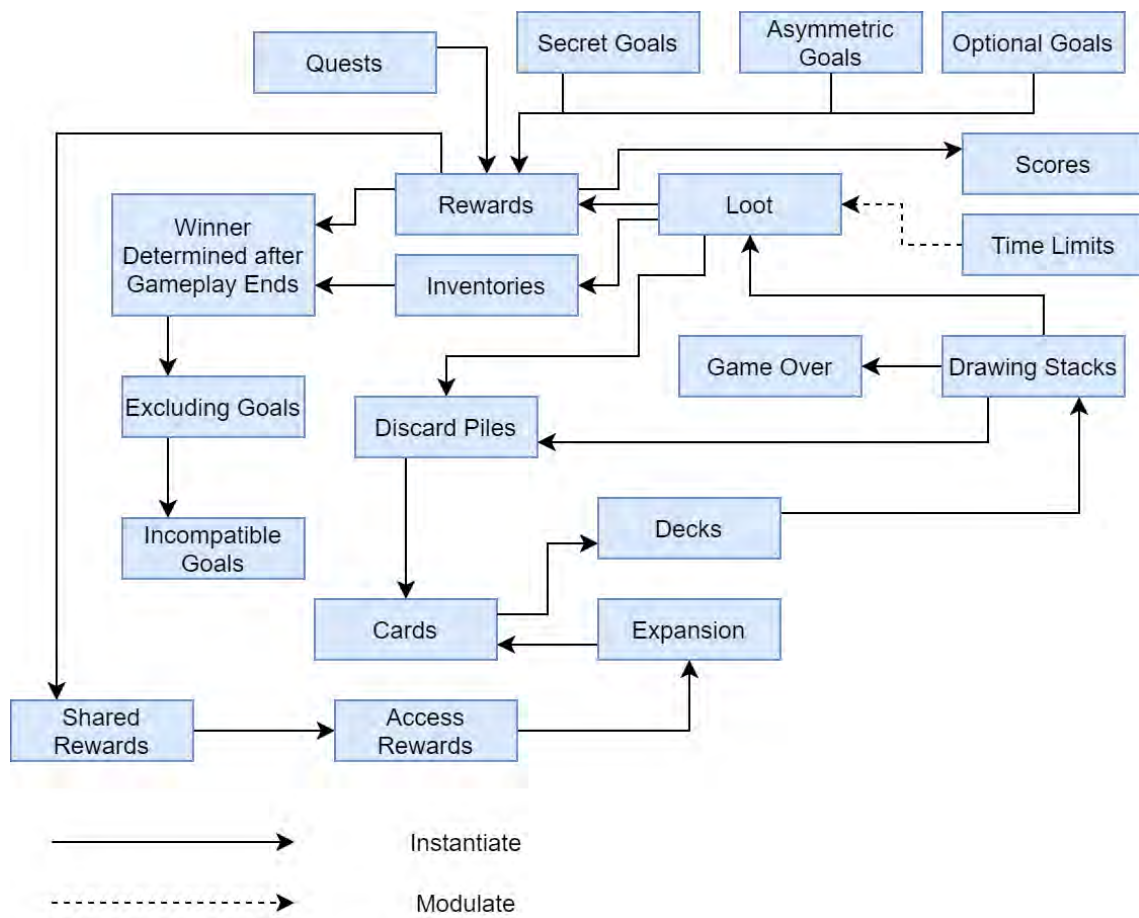 Quests
Secret Goals
Asymmetric
Goals
Optional Goals
Scores
Rewards
Loot
Winner
Determined after
Gameplay Ends
Time Limits
Inventories
Game Over
Drawing Stacks
Excluding Goals
Discard Piles
Decks
Incompatible
Goals
Cards
Expansion
Shared
Rewards
Access
Rewards
Instantiate
Modulate